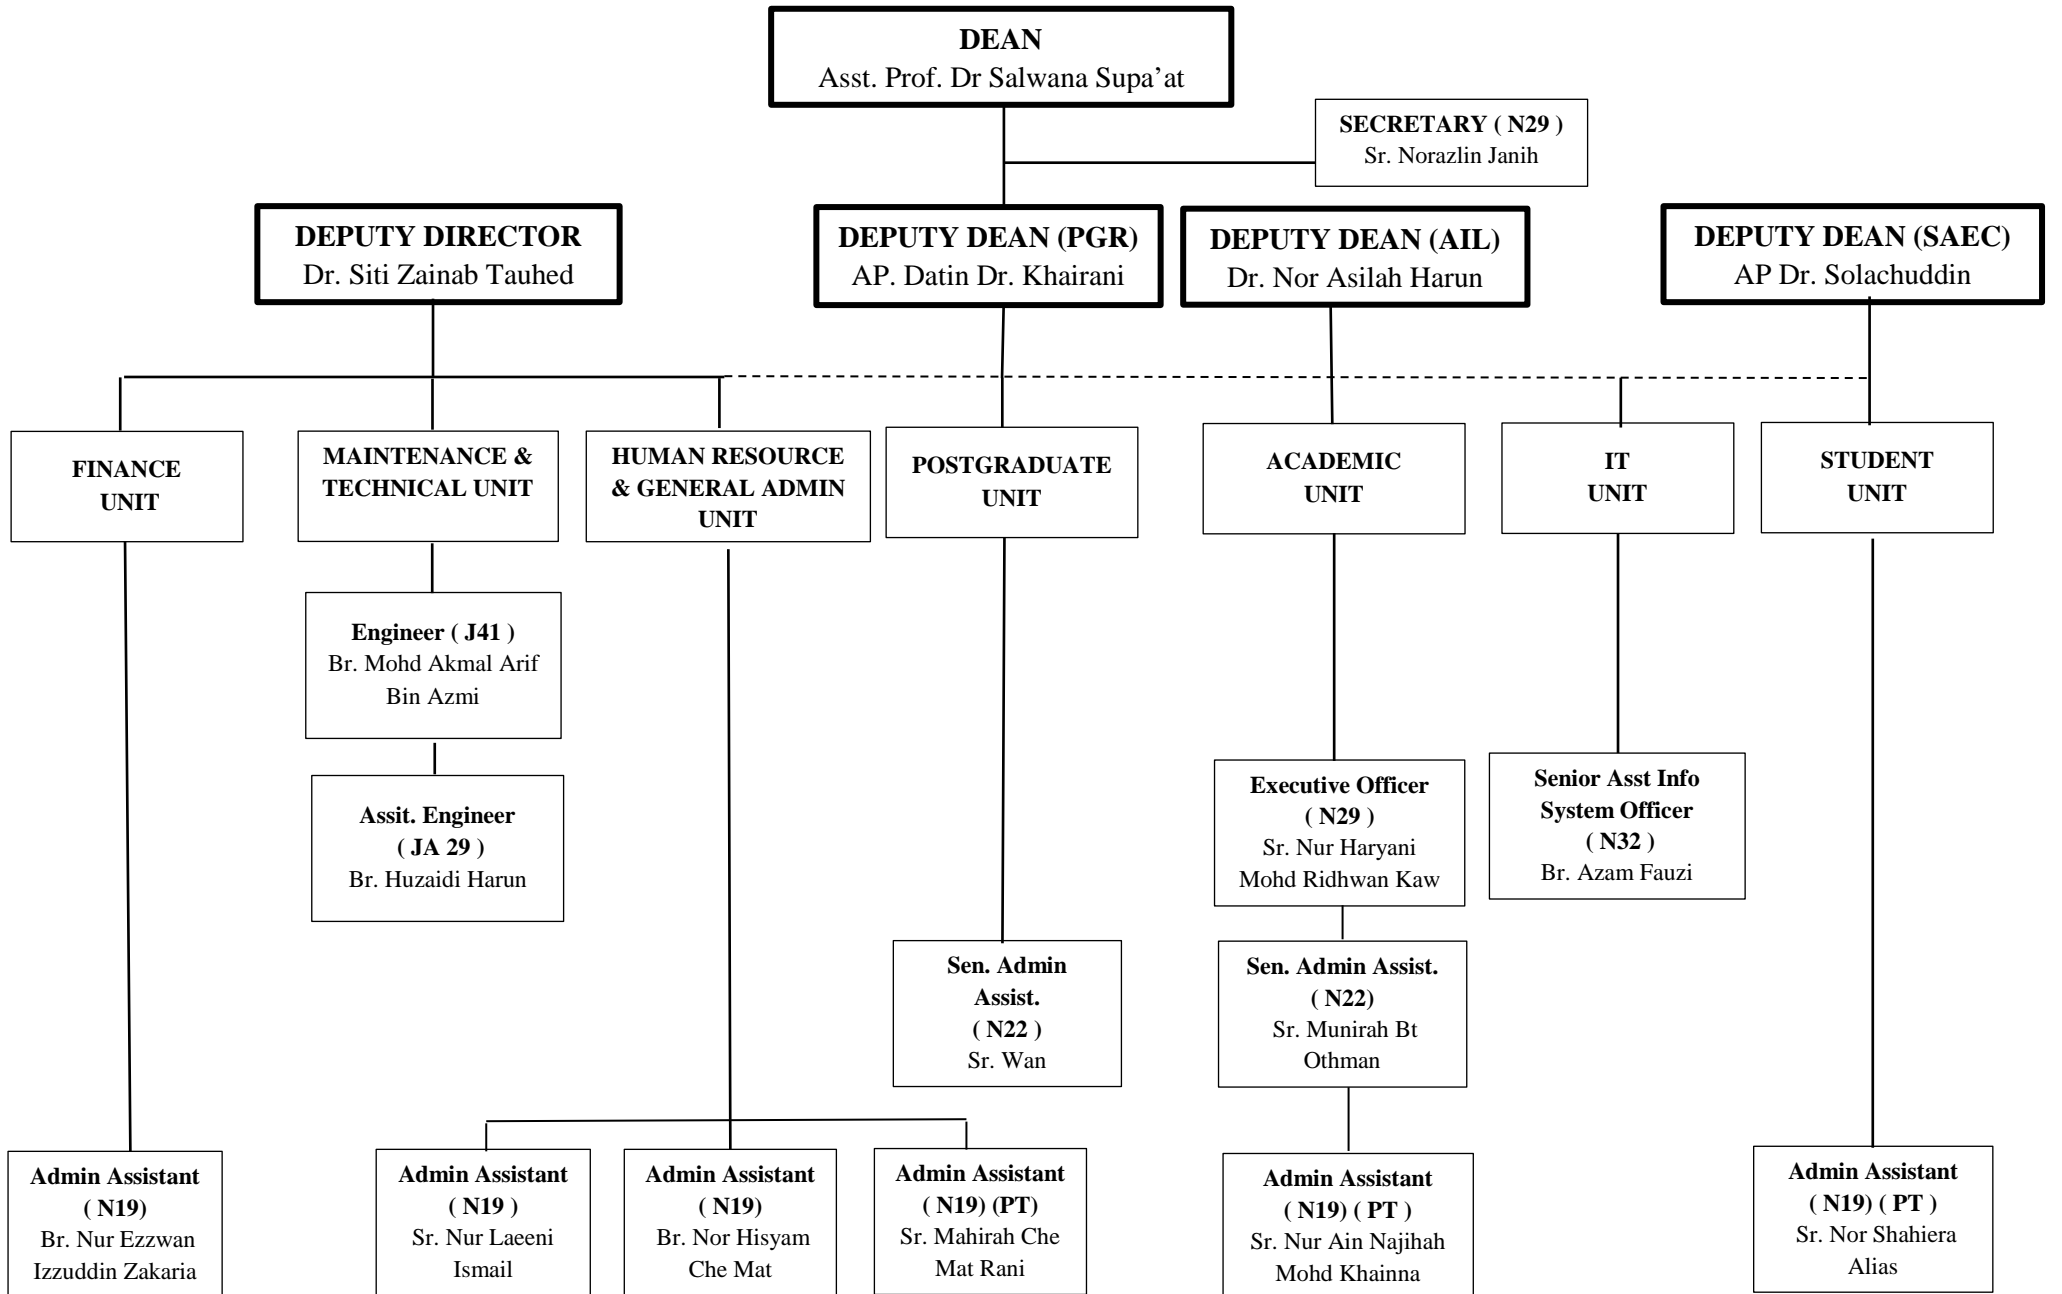 DEAN
Asst. Prof. Dr Salwana Supa’at
SECRETARY ( N29 )
Sr. Norazlin Janih
DEPUTY DIRECTOR
Dr. Siti Zainab Tauhed
DEPUTY DEAN (PGR)
AP. Datin Dr. Khairani
DEPUTY DEAN (AIL)
Dr. Nor Asilah Harun
DEPUTY DEAN (SAEC)
AP Dr. Solachuddin
FINANCE
UNIT
MAINTENANCE &
TECHNICAL UNIT
HUMAN RESOURCE
& GENERAL ADMIN
UNIT
POSTGRADUATE
UNIT
ACADEMIC
UNIT
IT
UNIT
STUDENT
UNIT
Engineer ( J41 )
Br. Mohd Akmal Arif
Bin Azmi
Assit. Engineer
( JA 29 )
Br. Huzaidi Harun
Executive Officer
( N29 )
Sr. Nur Haryani
Mohd Ridhwan Kaw
Senior Asst Info
System Officer
( N32 )
Br. Azam Fauzi
Sen. Admin
Assist.
( N22 )
Sr. Wan
Sen. Admin Assist.
( N22)
Sr. Munirah Bt
Othman
Admin Assistant
( N19)
Br. Nur Ezzwan
Izzuddin Zakaria
Admin Assistant
( N19 )
Sr. Nur Laeeni
Ismail
Admin Assistant
( N19)
Br. Nor Hisyam
Che Mat
Admin Assistant
( N19) (PT)
Sr. Mahirah Che
Mat Rani
Admin Assistant
( N19) ( PT )
Sr. Nur Ain Najihah
Mohd Khainna
Admin Assistant
( N19) ( PT )
Sr. Nor Shahiera
Alias